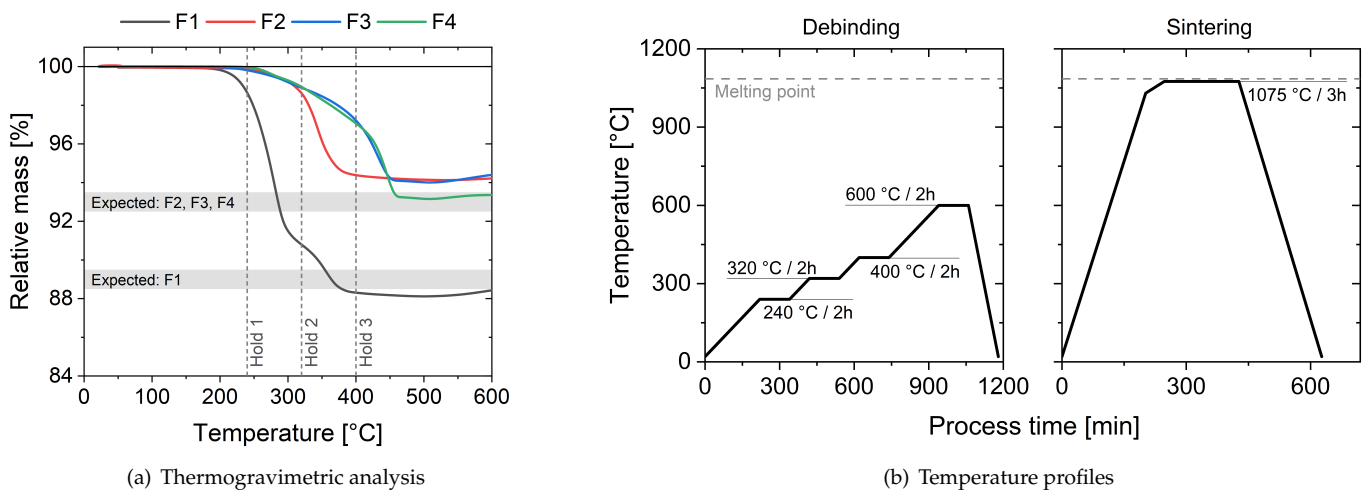 F1 F2 F3 F4
Relative mass [%]
100
96
92
88
84
Expected: F2, F3, F4
Expected: F1
Hold 1
Hold 2
Hold 3
0 100 200 300 400 500 600
Temperature [°C]
(a) Thermogravimetric analysis
Debinding
Sintering
Temperature [°C]
1200
900
600
300
0
Melting point
600 °C / 2h
320 °C / 2h
400 °C / 2h
240 °C / 2h
1075 °C / 3h
0 300 600 900 1200
0 300 600
Process time [min]
(b) Temperature profiles